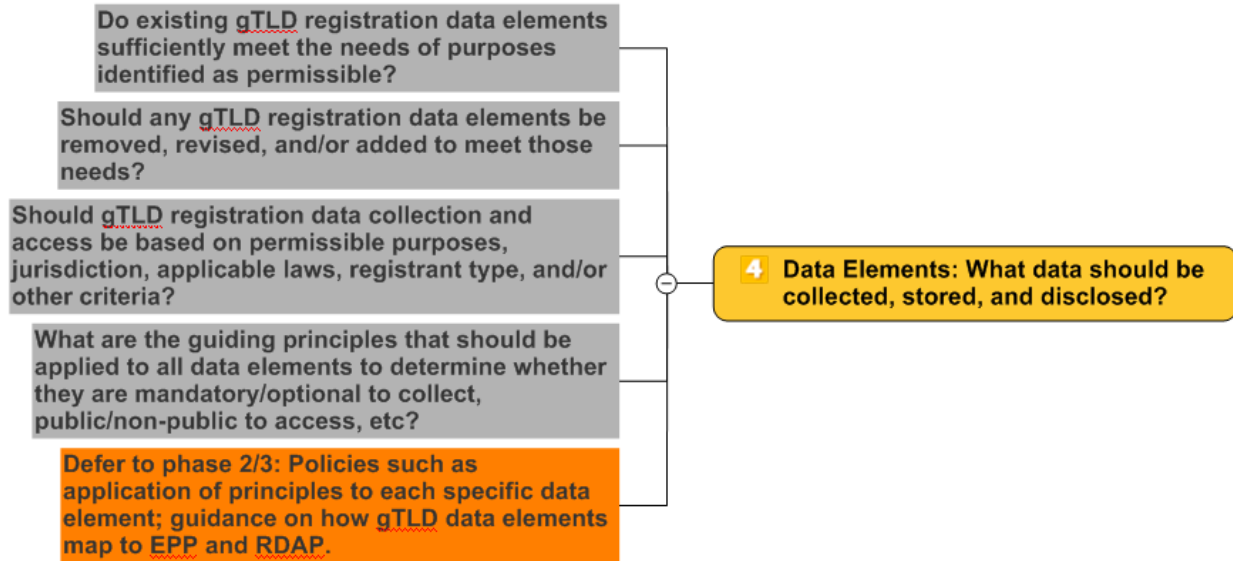 Do existing gTLD registration data elements
sufficiently meet the needs of purposes
identified as permissible?
Should any gTLD registration data elements be
removed, revised, and/or added to meet those
needs?
Should gTLD registration data collection and
access be based on permissible purposes,
jurisdiction, applicable laws, registrant type, and/or
other criteria?
What are the guiding principles that should be
applied to all data elements to determine whether
they are mandatory/optional to collect,
public/non-public to access, etc?
Defer to phase 2/3: Policies such as
application of principles to each specific data
element; guidance on how gTLD data elements
map to EPP and RDAP.
4 Data Elements: What data should be
collected, stored, and disclosed?